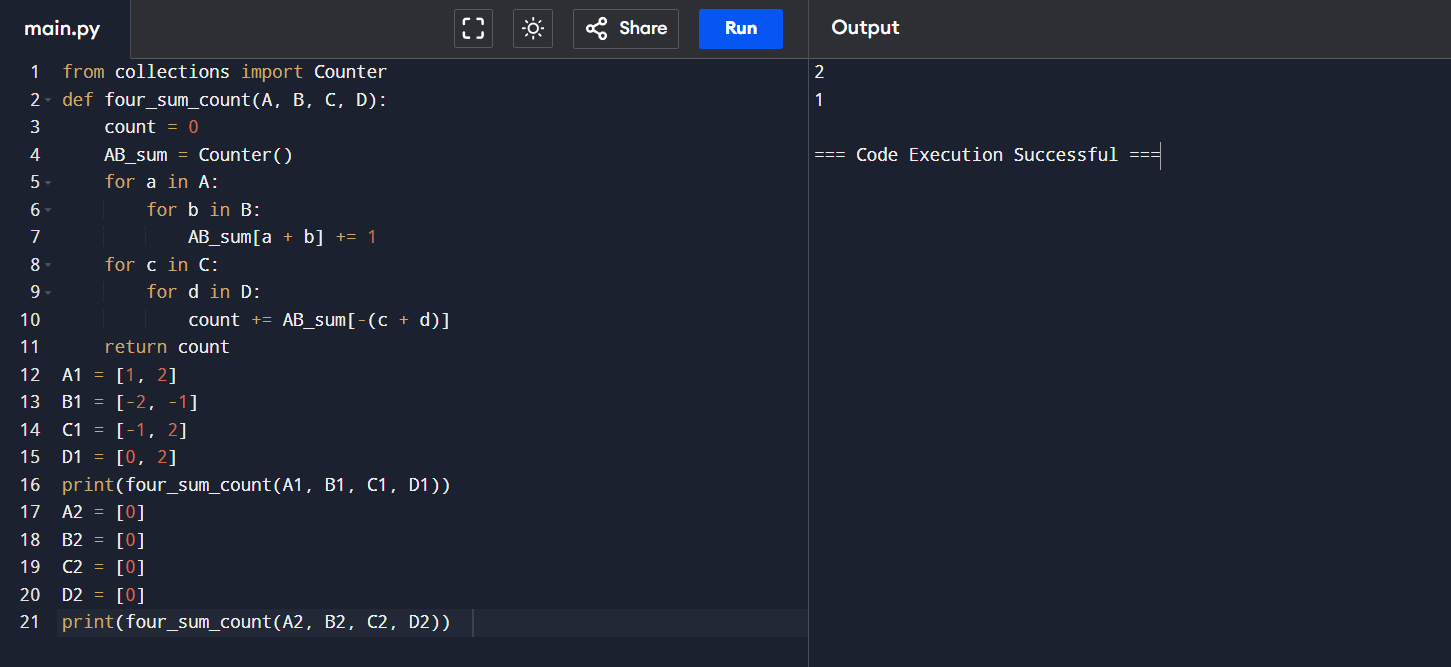 main.py
Share
Run
Output
1 from collections import Counter
2 def four_sum_count(A, B, C, D):
3     count = 0
4     AB_sum = Counter()
5     for a in A:
6         for b in B:
7             AB_sum[a + b] += 1
8     for c in C:
9         for d in D:
10             count += AB_sum[-(c + d)]
11     return count
12 A1 = [1, 2]
13 B1 = [-2, -1]
14 C1 = [-1, 2]
15 D1 = [0, 2]
16 print(four_sum_count(A1, B1, C1, D1))
17 A2 = [0]
18 B2 = [0]
19 C2 = [0]
20 D2 = [0]
21 print(four_sum_count(A2, B2, C2, D2))
2
1
=== Code Execution Successful ===